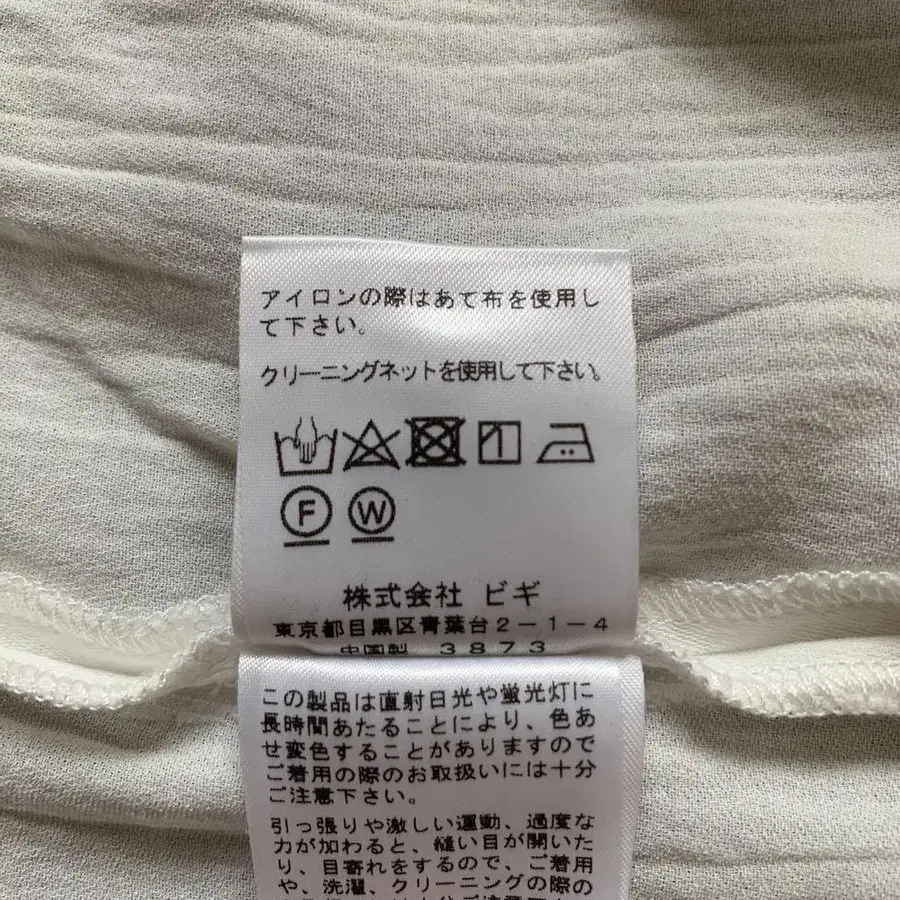 アイロンの際はあて布を使用し
て下さい。
クリーニングネットを使用して下さい。
F W
株式会社 ビギ
東京都目黒区青葉台2-1-4
中国製 3873
この製品は直射日光や蛍光灯に
長時間あたることにより、色あ
せ変色することがありますので
ご着用の際のお取扱いには十分
ご注意下さい。
引っ張りや激しい運動、過度な
力が加わると、縫い目が開いた
り、目寄れをするので、ご着用
や、洗濯、クリーニングの際の